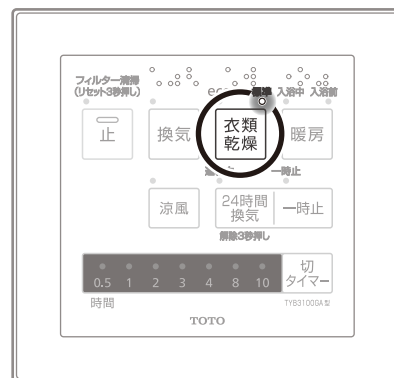 フィルター清掃
(リセット3秒押し)
eco 標準 入浴中 入浴前
止 換気 衣類乾燥 暖房
一時止
涼風 24時間換気 一時止
解除3秒押し
0.5 1 2 3 4 8 10 切タイマー
時間
TYB3100GA型
TOTO